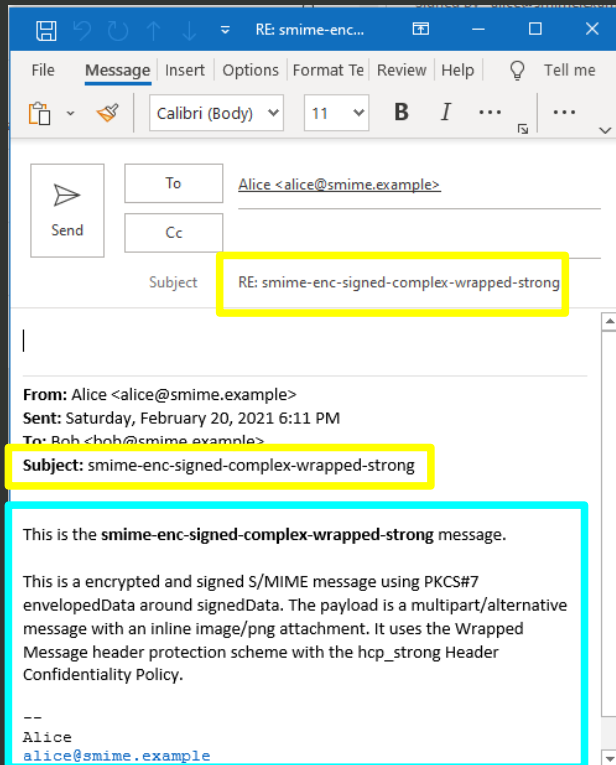 RE: smime-enc...
File Message Insert Options Format Te Review Help Tell me
Calibri (Body) 11 B I ... ...
To Alice <alice@smime.example>
Send
Cc
Subject RE: smime-enc-signed-complex-wrapped-strong
From: Alice <alice@smime.example>
Sent: Saturday, February 20, 2021 6:11 PM
To: Bob <bob@smime.example>
Subject: smime-enc-signed-complex-wrapped-strong
This is the smime-enc-signed-complex-wrapped-strong message.
This is a encrypted and signed S/MIME message using PKCS#7
envelopedData around signedData. The payload is a multipart/alternative
message with an inline image/png attachment. It uses the Wrapped
Message header protection scheme with the hcp_strong Header
Confidentiality Policy.
--
Alice
alice@smime.example